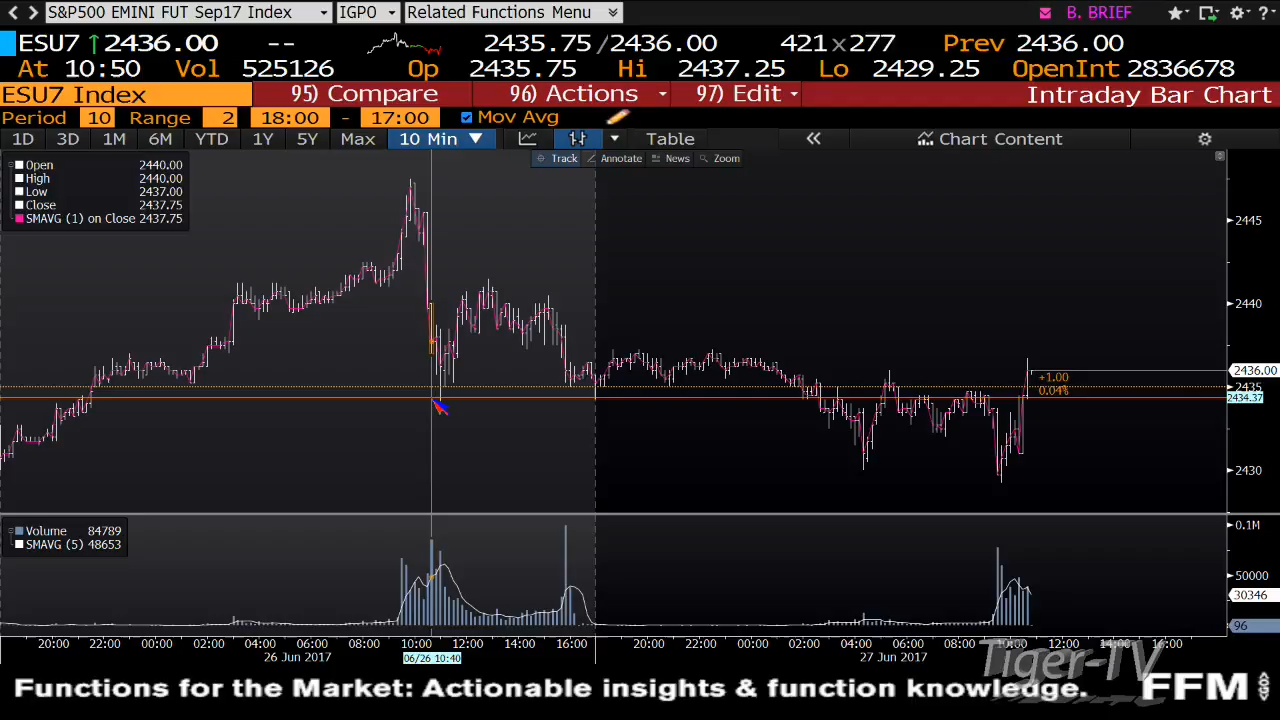 S&P500 EMINI FUT Sep17 Index IGPO Related Functions Menu B. BRIEF
ESU7 ↑2436.00 -- 2435.75/2436.00 421x277 Prev 2436.00
At 10:50 Vol 525126 Op 2435.75 Hi 2437.25 Lo 2429.25 OpenInt 2836678
ESU7 Index 95) Compare 96) Actions 97) Edit Intraday Bar Chart
Period 10 Range 2 18:00 - 17:00 Mov Avg
1D 3D 1M 6M YTD 1Y 5Y Max 10 Min ▼ Table « Chart Content
Track Annotate News Zoom
Open 2440.00
High 2440.00
Low 2437.00
Close 2437.75
SMAVG (1) on Close 2437.75
2445
2440
2436.00
+1.00
2435
0.04%
2434.37
2430
Volume 84789
SMAVG (5) 48653
0.1M
50000
30346
96
20:00 22:00 00:00 02:00 04:00 06:00 08:00 10:00 12:00 14:00 16:00 20:00 22:00 00:00 02:00 04:00 06:00 08:00 10:00 12:00 14:00 16:00
26 Jun 2017 06/26 10:40 27 Jun 2017
Tiger-TV
Functions for the Market: Actionable insights & function knowledge. FFM